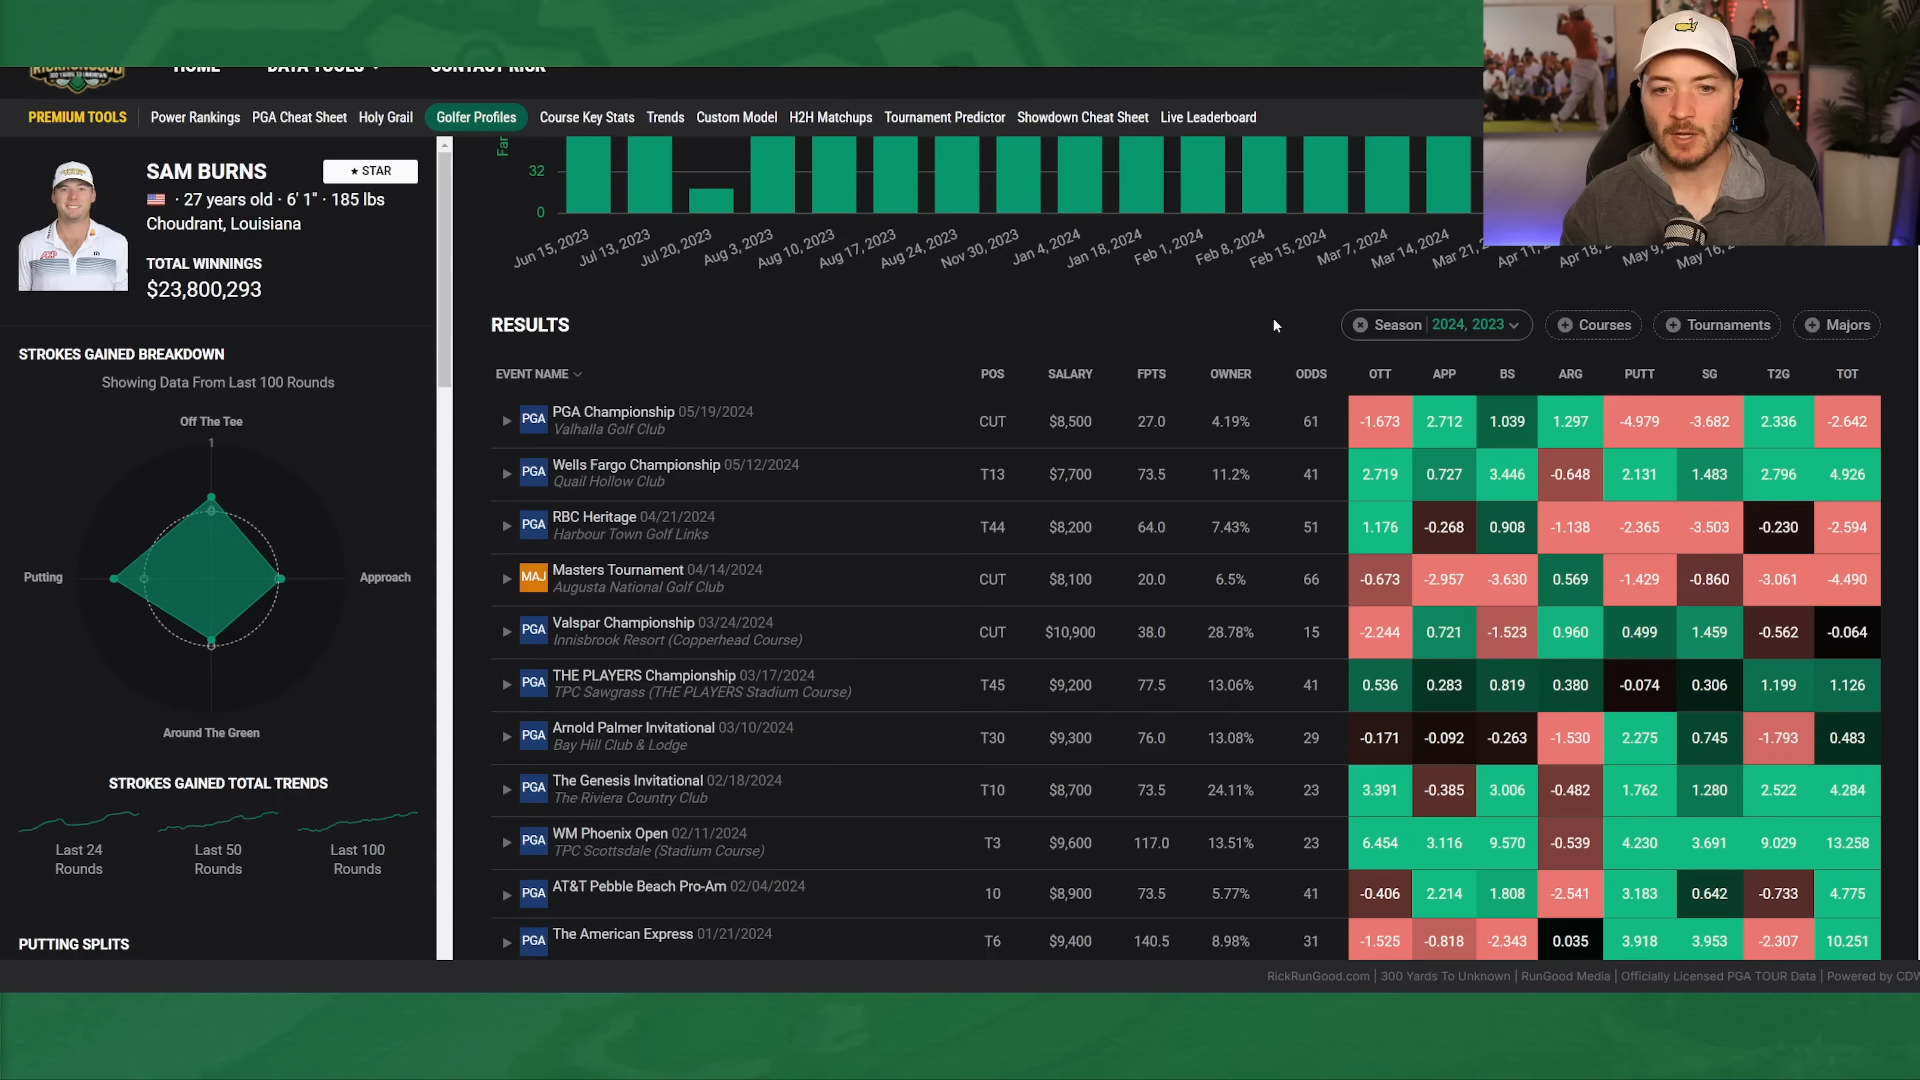 RICKRUNGOOD
300 YARDS TO UNKNOWN
HOME DATA TOOLS CONTACT RICK
PREMIUM TOOLS Power Rankings PGA Cheat Sheet Holy Grail Golfer Profiles Course Key Stats Trends Custom Model H2H Matchups Tournament Predictor Showdown Cheat Sheet Live Leaderboard
SAM BURNS
★ STAR
· 27 years old · 6' 1" · 185 lbs
Choudrant, Louisiana
TOTAL WINNINGS
$23,800,293
STROKES GAINED BREAKDOWN
Showing Data From Last 100 Rounds
Off The Tee
1
0
0
0
0
Putting
Approach
Around The Green
STROKES GAINED TOTAL TRENDS
Last 24 Rounds
Last 50 Rounds
Last 100 Rounds
PUTTING SPLITS
Fan
32
0
Jun 15, 2023 Jul 13, 2023 Jul 20, 2023 Aug 3, 2023 Aug 10, 2023 Aug 17, 2023 Aug 24, 2023 Nov 30, 2023 Jan 4, 2024 Jan 18, 2024 Feb 1, 2024 Feb 8, 2024 Feb 15, 2024 Mar 7, 2024 Mar 14, 2024 Mar 21, Apr 11, Apr 18, May 9, May 16,
RESULTS
Season | 2024, 2023 Courses Tournaments Majors
EVENT NAME POS SALARY FPTS OWNER ODDS OTT APP BS ARG PUTT SG T2G TOT
PGA PGA Championship 05/19/2024 CUT $8,500 27.0 4.19% 61 -1.673 2.712 1.039 1.297 -4.979 -3.682 2.336 -2.642
Valhalla Golf Club
PGA Wells Fargo Championship 05/12/2024 T13 $7,700 73.5 11.2% 41 2.719 0.727 3.446 -0.648 2.131 1.483 2.796 4.926
Quail Hollow Club
PGA RBC Heritage 04/21/2024 T44 $8,200 64.0 7.43% 51 1.176 -0.268 0.908 -1.138 -2.365 -3.503 -0.230 -2.594
Harbour Town Golf Links
MAJ Masters Tournament 04/14/2024 CUT $8,100 20.0 6.5% 66 -0.673 -2.957 -3.630 0.569 -1.429 -0.860 -3.061 -4.490
Augusta National Golf Club
PGA Valspar Championship 03/24/2024 CUT $10,900 38.0 28.78% 15 -2.244 0.721 -1.523 0.960 0.499 1.459 -0.562 -0.064
Innisbrook Resort (Copperhead Course)
PGA THE PLAYERS Championship 03/17/2024 T45 $9,200 77.5 13.06% 41 0.536 0.283 0.819 0.380 -0.074 0.306 1.199 1.126
TPC Sawgrass (THE PLAYERS Stadium Course)
PGA Arnold Palmer Invitational 03/10/2024 T30 $9,300 76.0 13.08% 29 -0.171 -0.092 -0.263 -1.530 2.275 0.745 -1.793 0.483
Bay Hill Club & Lodge
PGA The Genesis Invitational 02/18/2024 T10 $8,700 73.5 24.11% 23 3.391 -0.385 3.006 -0.482 1.762 1.280 2.522 4.284
The Riviera Country Club
PGA WM Phoenix Open 02/11/2024 T3 $9,600 117.0 13.51% 23 6.454 3.116 9.570 -0.539 4.230 3.691 9.029 13.258
TPC Scottsdale (Stadium Course)
PGA AT&T Pebble Beach Pro-Am 02/04/2024 10 $8,900 73.5 5.77% 41 -0.406 2.214 1.808 -2.541 3.183 0.642 -0.733 4.775
PGA The American Express 01/21/2024 T6 $9,400 140.5 8.98% 31 -1.525 -0.818 -2.343 0.035 3.918 3.953 -2.307 10.251
RickRunGood.com | 300 Yards To Unknown | RunGood Media | Officially Licensed PGA TOUR Data | Powered by CDW